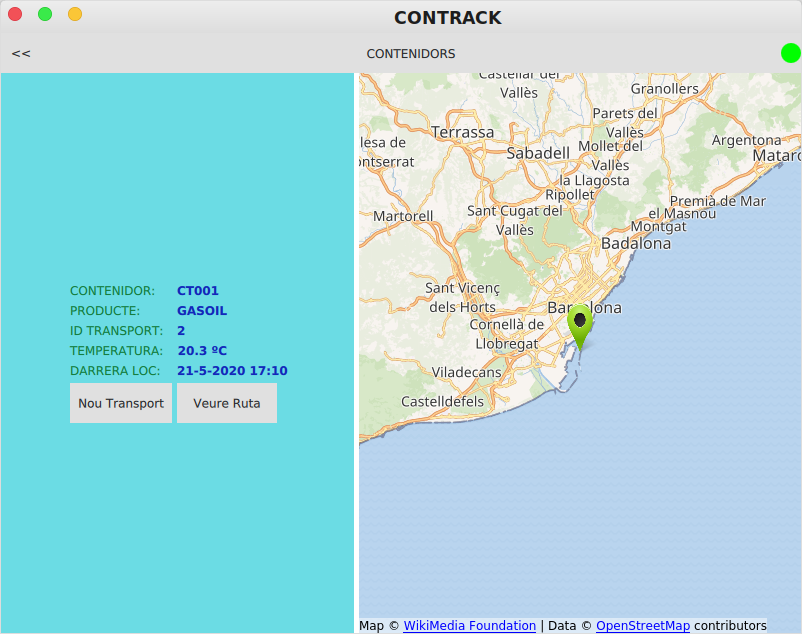 CONTRACK
<<
CONTENIDORS
CONTENIDOR: CT001
PRODUCTE: GASOIL
ID TRANSPORT: 2
TEMPERATURA: 20.3 ºC
DARRERA LOC: 21-5-2020 17:10
Nou Transport
Veure Ruta
Castellar del
Vallès
Granollers
Parets del
Vallès
Terrassa
Argentona
lesa de
ontserrat
Sabadell
Mollet del
Vallès
Mataró
la Llagosta
Ripollet
Premià de Mar
el Masnou
Martorell
Sant Cugat del
Vallès
Montgat
Badalona
Sant Vicenç
dels Horts
Barcelona
Cornellà de
Llobregat
Viladecans
Castelldefels
Map © WikiMedia Foundation | Data © OpenStreetMap contributors